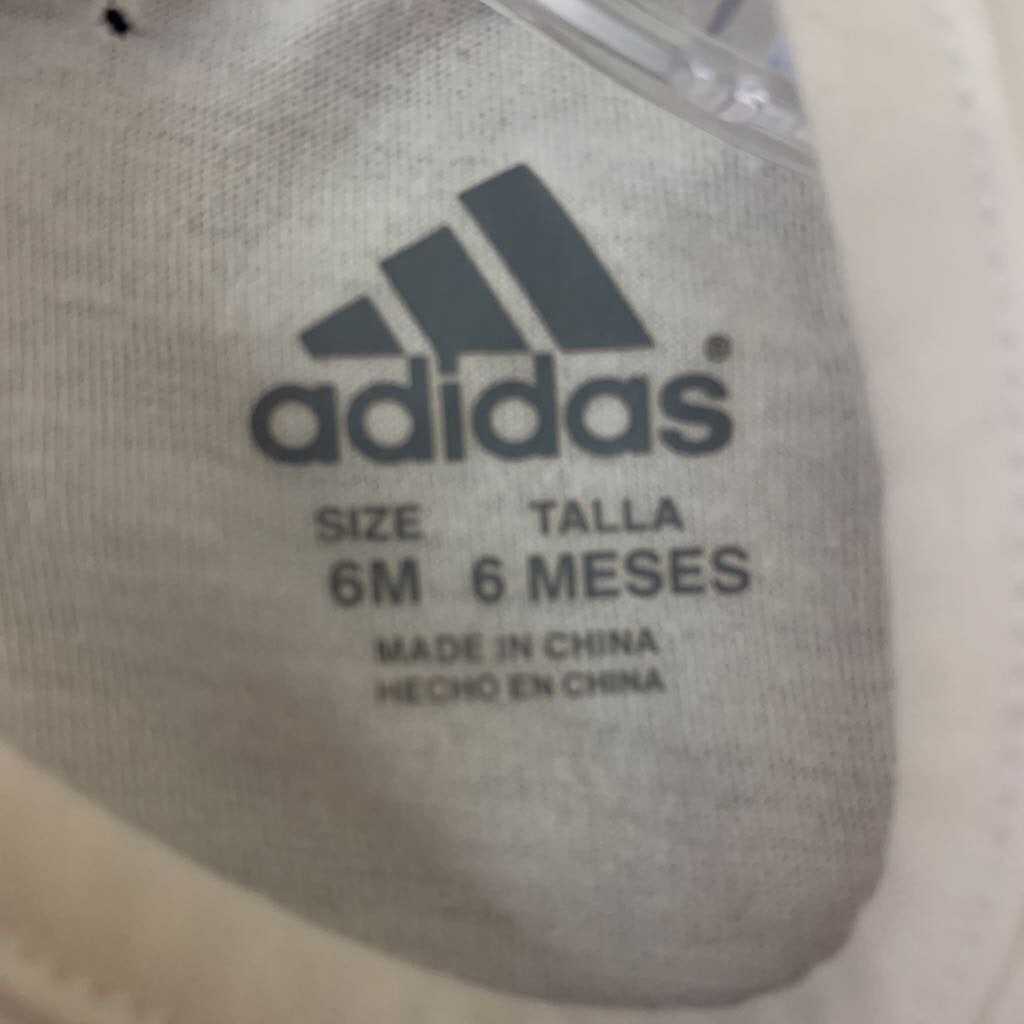 adidas®
SIZE TALLA
6M 6 MESES
MADE IN CHINA
HECHO EN CHINA